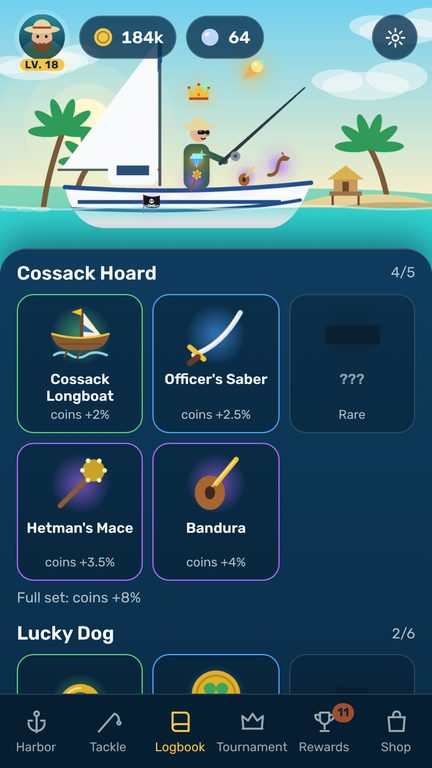 184k
64
LV. 18
Cossack Hoard
4/5
Cossack
Longboat
coins +2%
Officer's Saber
coins +2.5%
???
Rare
Hetman's Mace
coins +3.5%
Bandura
coins +4%
Full set: coins +8%
Lucky Dog
2/6
11
Harbor
Tackle
Logbook
Tournament
Rewards
Shop